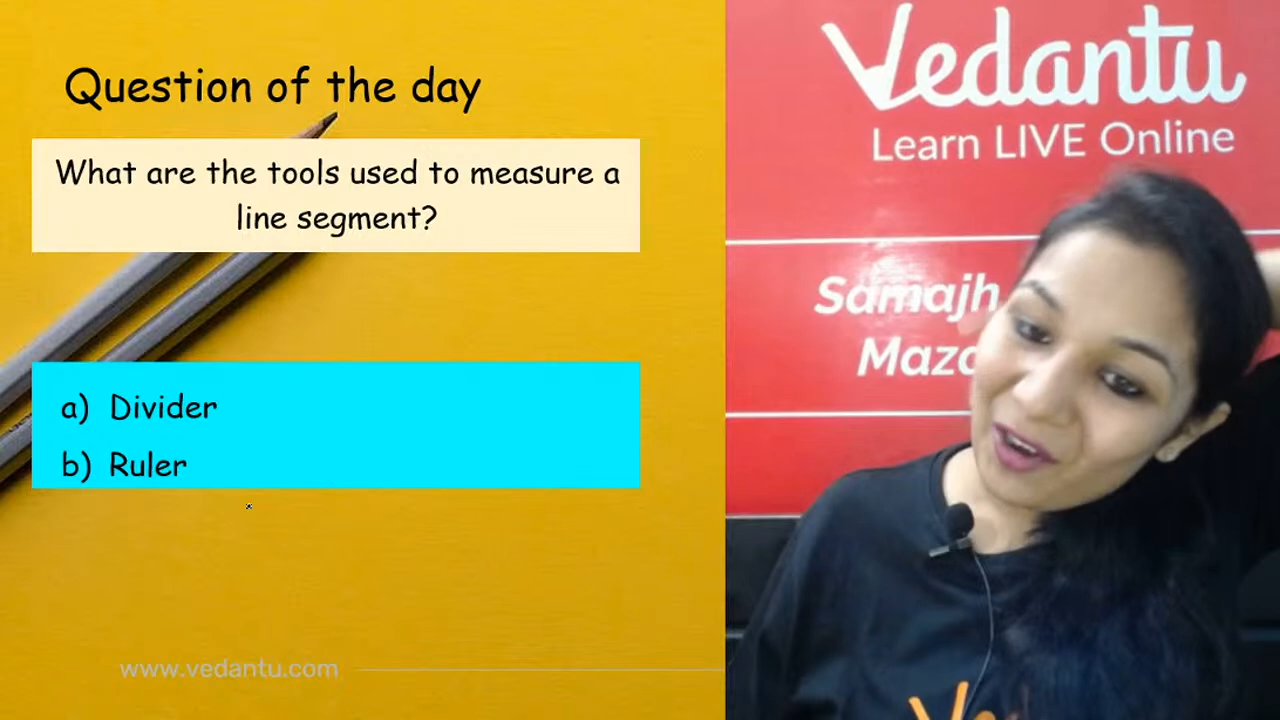 Question of the day
What are the tools used to measure a
line segment?
a) Divider
b) Ruler
www.vedantu.com
Vedantu
Learn LIVE Online
Samajh